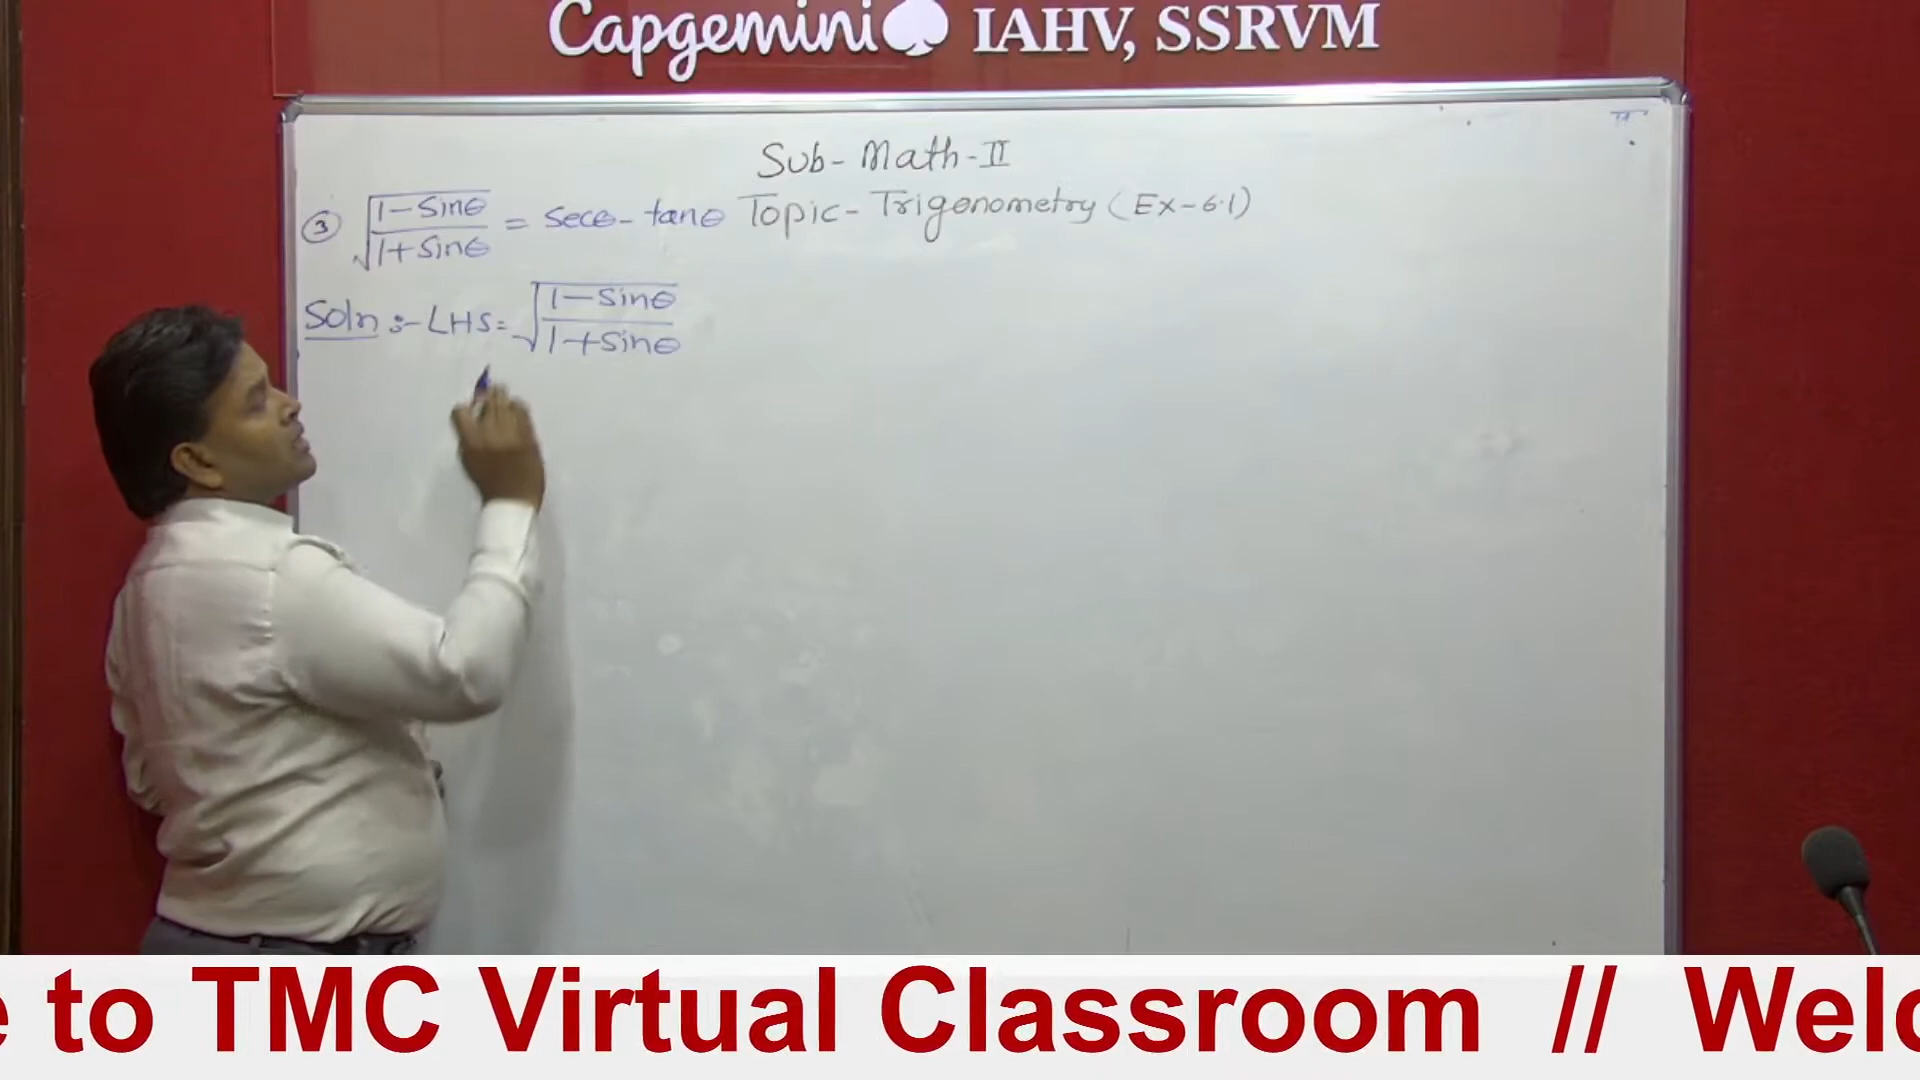 Capgemini IAHV, SSRVM
Sub- Math-II
③ √(1-Sinθ / 1+Sinθ) = Secθ- tanθ Topic- Trigonometry (Ex-6.1)
Soln :- LHS= √(1-Sinθ / 1+Sinθ)
to TMC Virtual Classroom // Welc